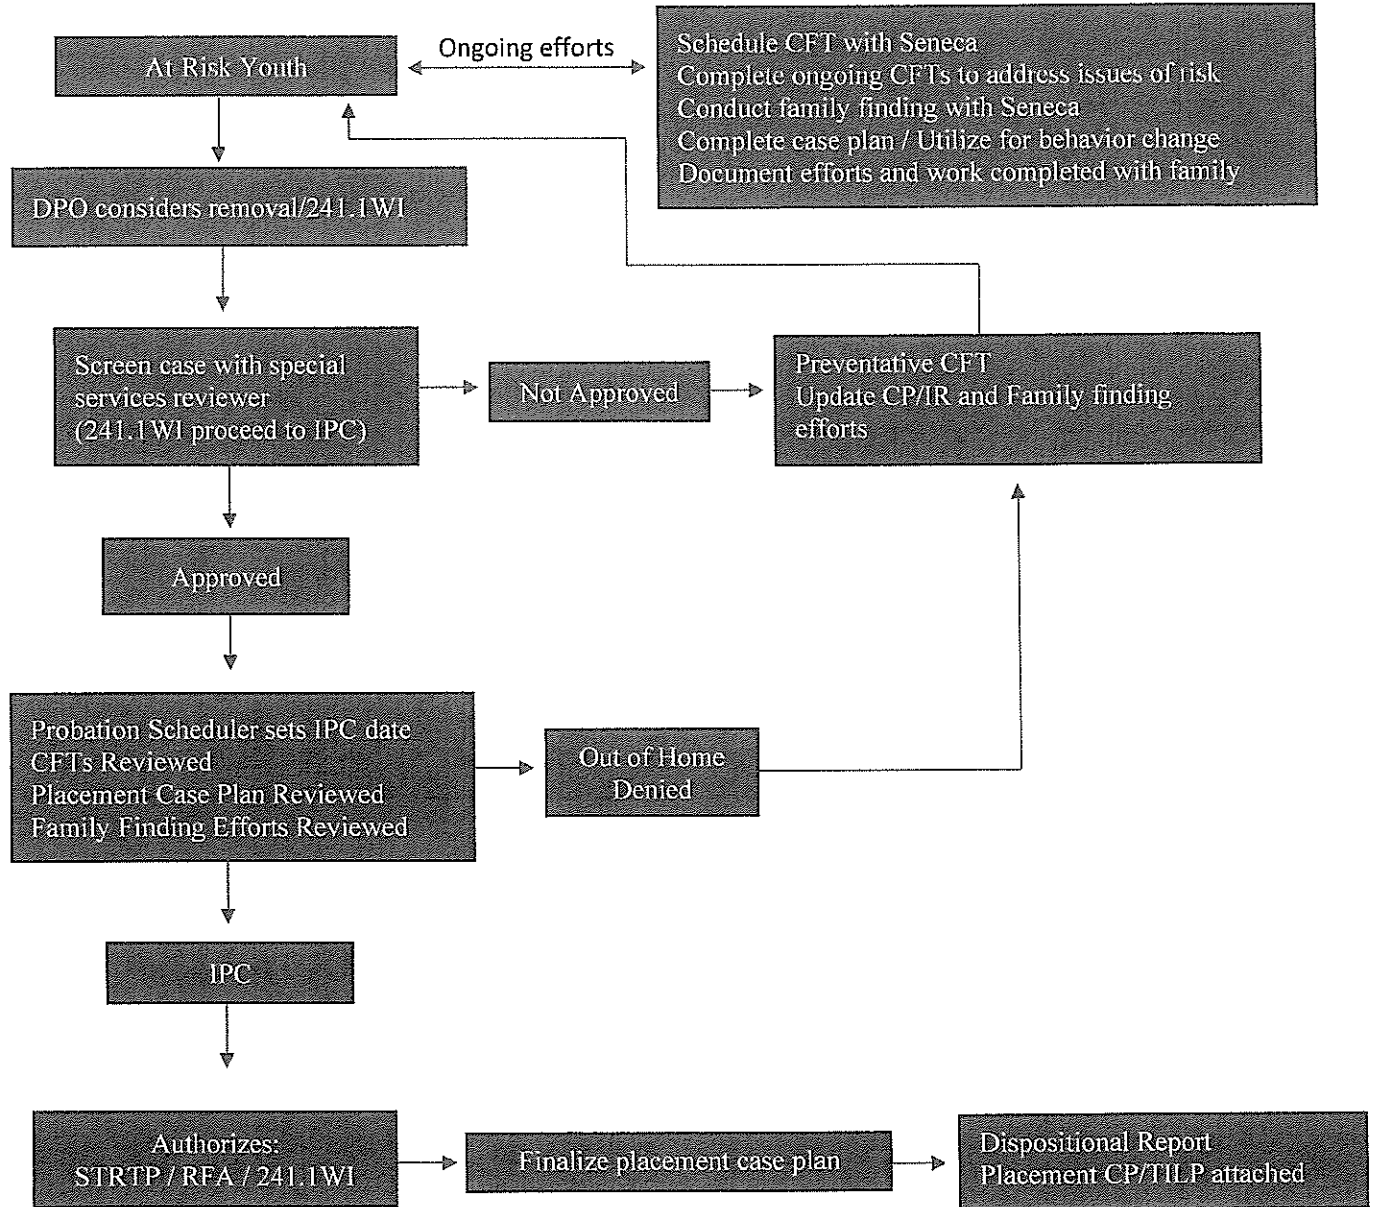 At Risk Youth
Ongoing efforts
Schedule CFT with Seneca
Complete ongoing CFTs to address issues of risk
Conduct family finding with Seneca
Complete case plan / Utilize for behavior change
Document efforts and work completed with family
DPO considers removal/241.1WI
Screen case with special
services reviewer
(241.1WI proceed to IPC)
Not Approved
Preventative CFT
Update CP/IR and Family finding
efforts
Approved
Probation Scheduler sets IPC date
CFTs Reviewed
Placement Case Plan Reviewed
Family Finding Efforts Reviewed
Out of Home
Denied
IPC
Authorizes:
STRTP / RFA / 241.1WI
Finalize placement case plan
Dispositional Report
Placement CP/TILP attached